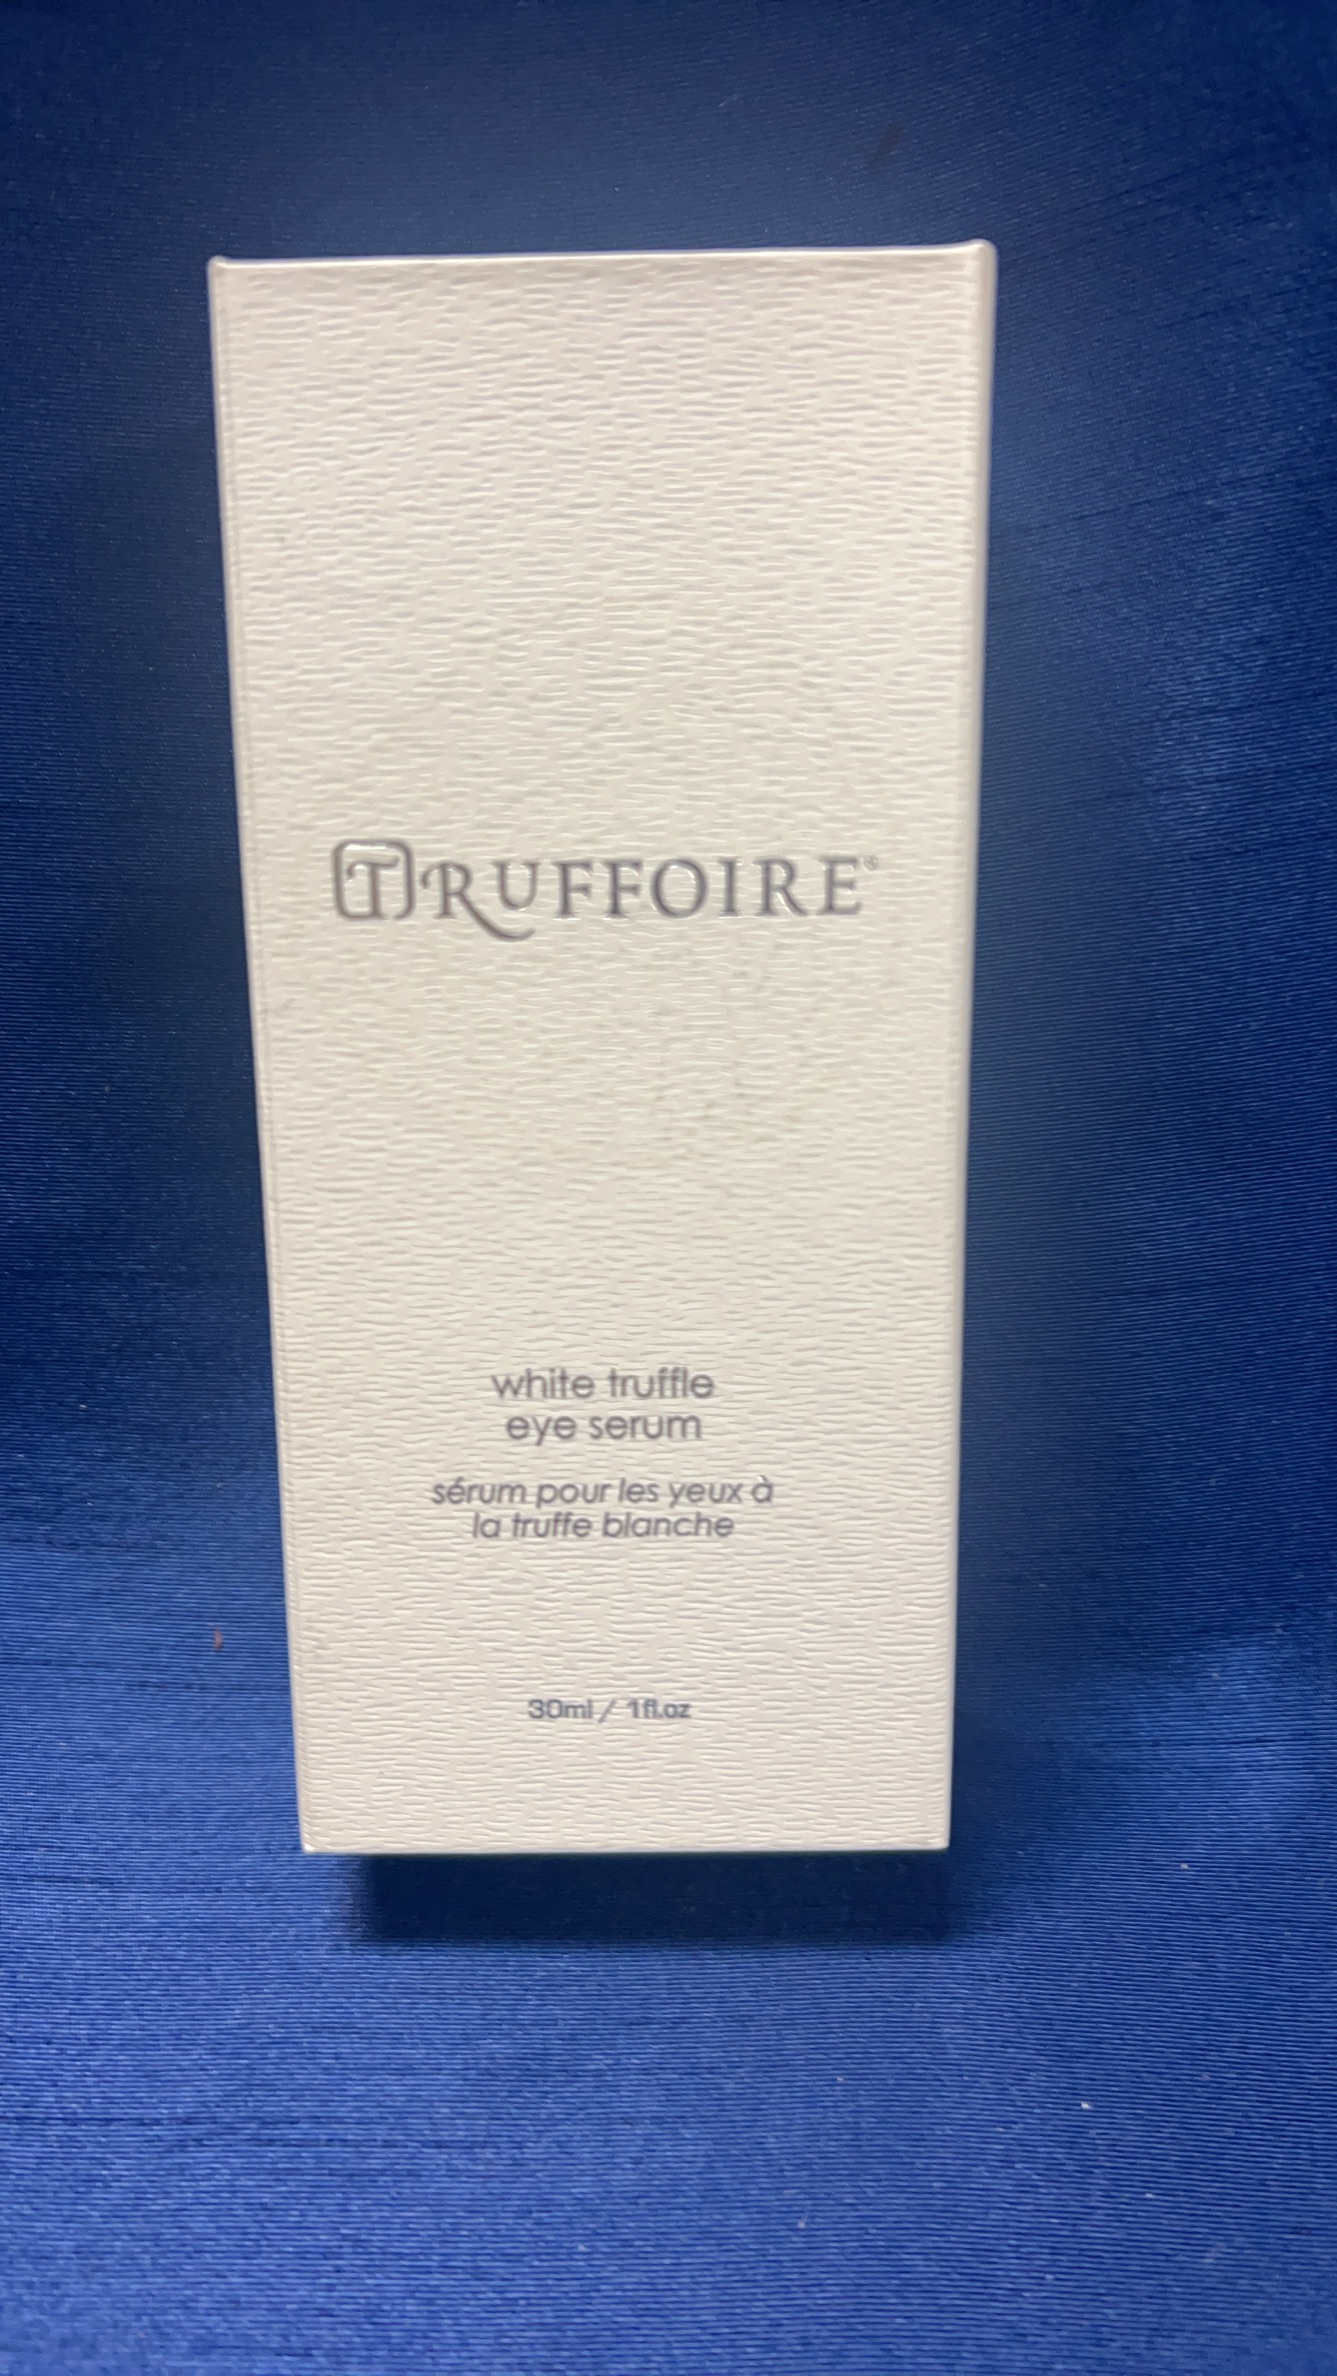 TRUFFOIRE®
white truffle
eye serum
sérum pour les yeux à
la truffe blanche
30ml / 1fl.oz